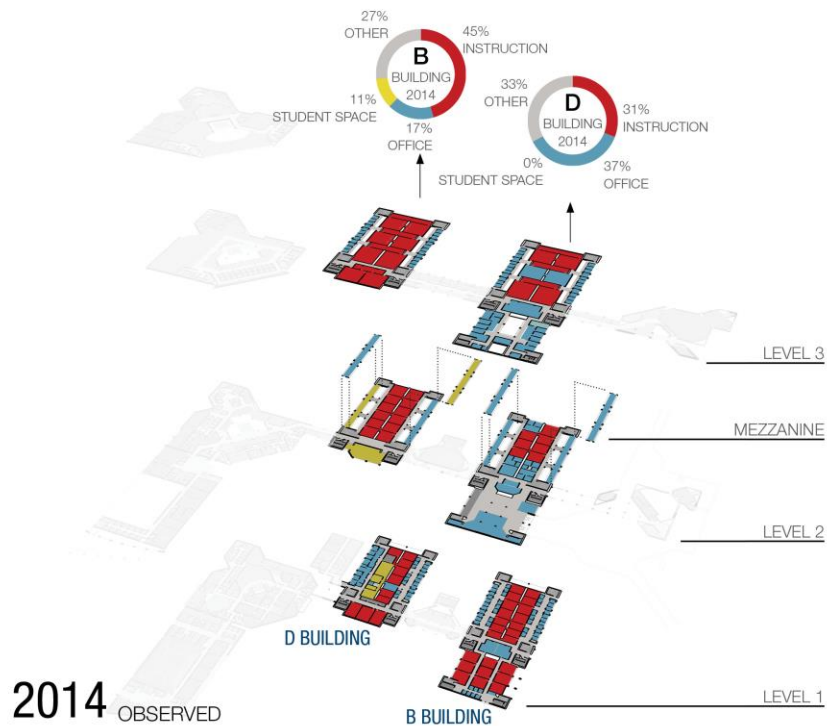 27%
OTHER
45%
INSTRUCTION
B
BUILDING
2014
11%
STUDENT SPACE
17%
OFFICE
33%
OTHER
D
BUILDING
2014
31%
INSTRUCTION
0%
STUDENT SPACE
37%
OFFICE
LEVEL 3
MEZZANINE
LEVEL 2
D BUILDING
B BUILDING
LEVEL 1
2014 OBSERVED